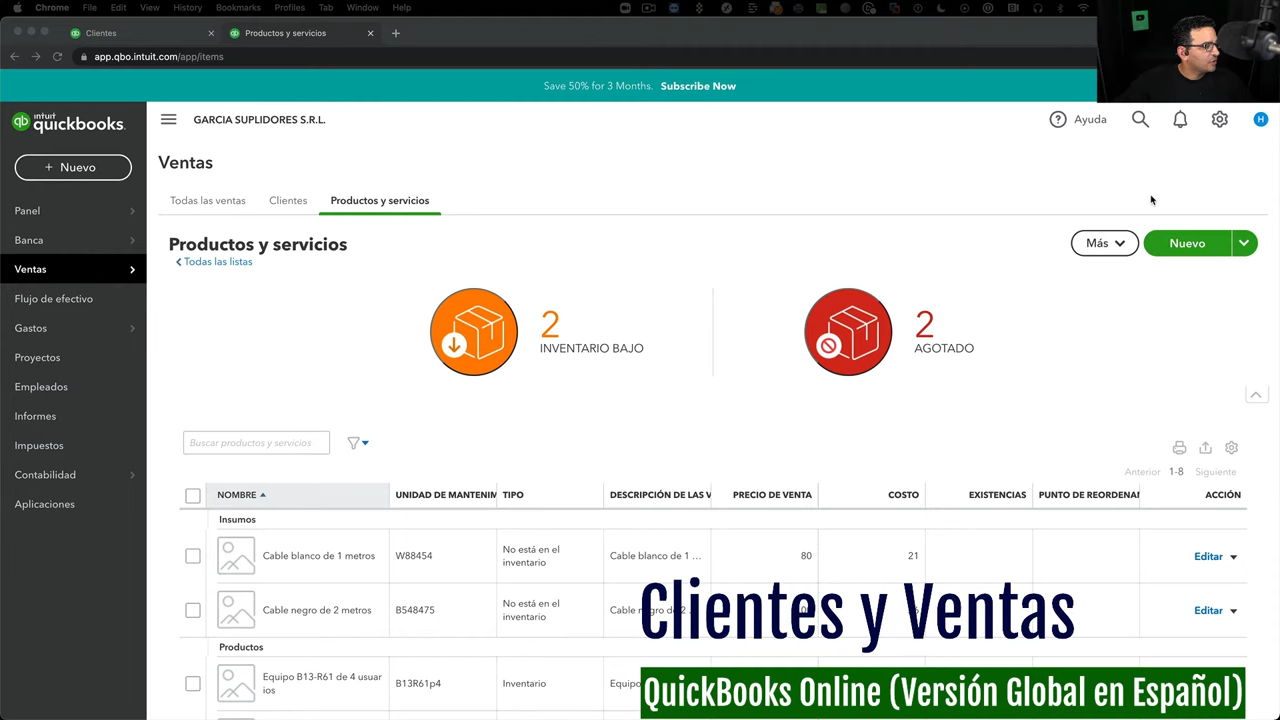 Chrome File Edit View History Bookmarks Profiles Tab Window Help
Clientes
Productos y servicios
app.qbo.intuit.com/app/items
Save 50% for 3 Months. Subscribe Now
intuit quickbooks.
GARCIA SUPLIDORES S.R.L.
Ayuda
H
+ Nuevo
Panel
Banca
Ventas
Flujo de efectivo
Gastos
Proyectos
Empleados
Informes
Impuestos
Contabilidad
Aplicaciones
Ventas
Todas las ventas Clientes Productos y servicios
Productos y servicios
Todas las listas
Más
Nuevo
2
INVENTARIO BAJO
2
AGOTADO
Buscar productos y servicios
Anterior 1-8 Siguiente
NOMBRE UNIDAD DE MANTENIM TIPO DESCRIPCIÓN DE LAS V PRECIO DE VENTA COSTO EXISTENCIAS PUNTO DE REORDENAM ACCIÓN
Insumos
Cable blanco de 1 metros W88454 No está en el inventario Cable blanco de 1 ... 80 21 Editar
Cable negro de 2 metros B548475 No está en el inventario Cable negro de 2 Editar
Productos
Equipo B13-R61 de 4 usuarios B13R61p4 Inventario Equipo
Clientes y Ventas
QuickBooks Online (Versión Global en Español)